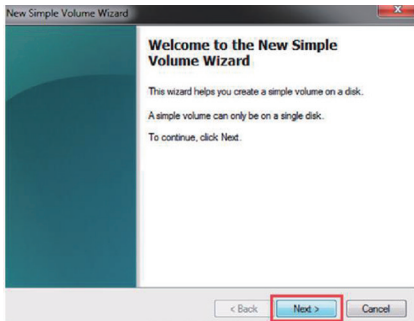 New Simple Volume Wizard
Welcome to the New Simple
Volume Wizard
This wizard helps you create a simple volume on a disk.
A simple volume can only be on a single disk.
To continue, click Next.
< Back
Next >
Cancel